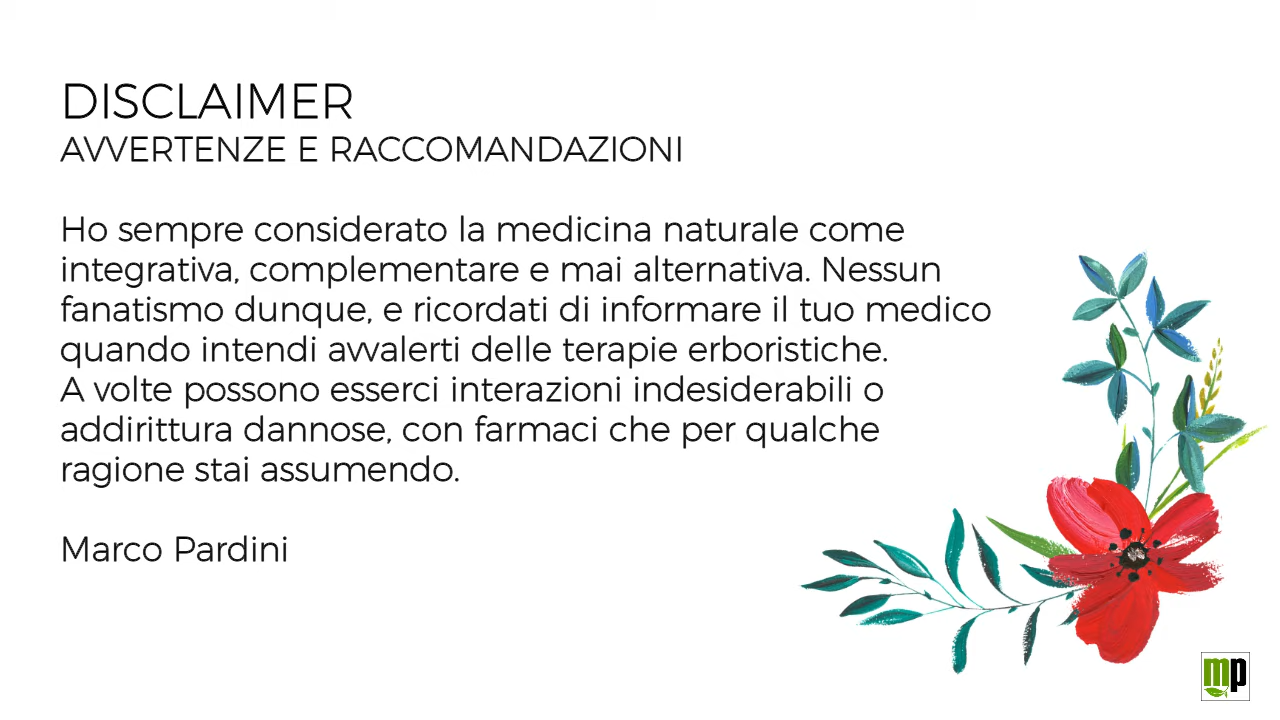 DISCLAIMER
AVVERTENZE E RACCOMANDAZIONI
Ho sempre considerato la medicina naturale come
integrativa, complementare e mai alternativa. Nessun
fanatismo dunque, e ricordati di informare il tuo medico
quando intendi avvalerti delle terapie erboristiche.
A volte possono esserci interazioni indesiderabili o
addirittura dannose, con farmaci che per qualche
ragione stai assumendo.
Marco Pardini
mp